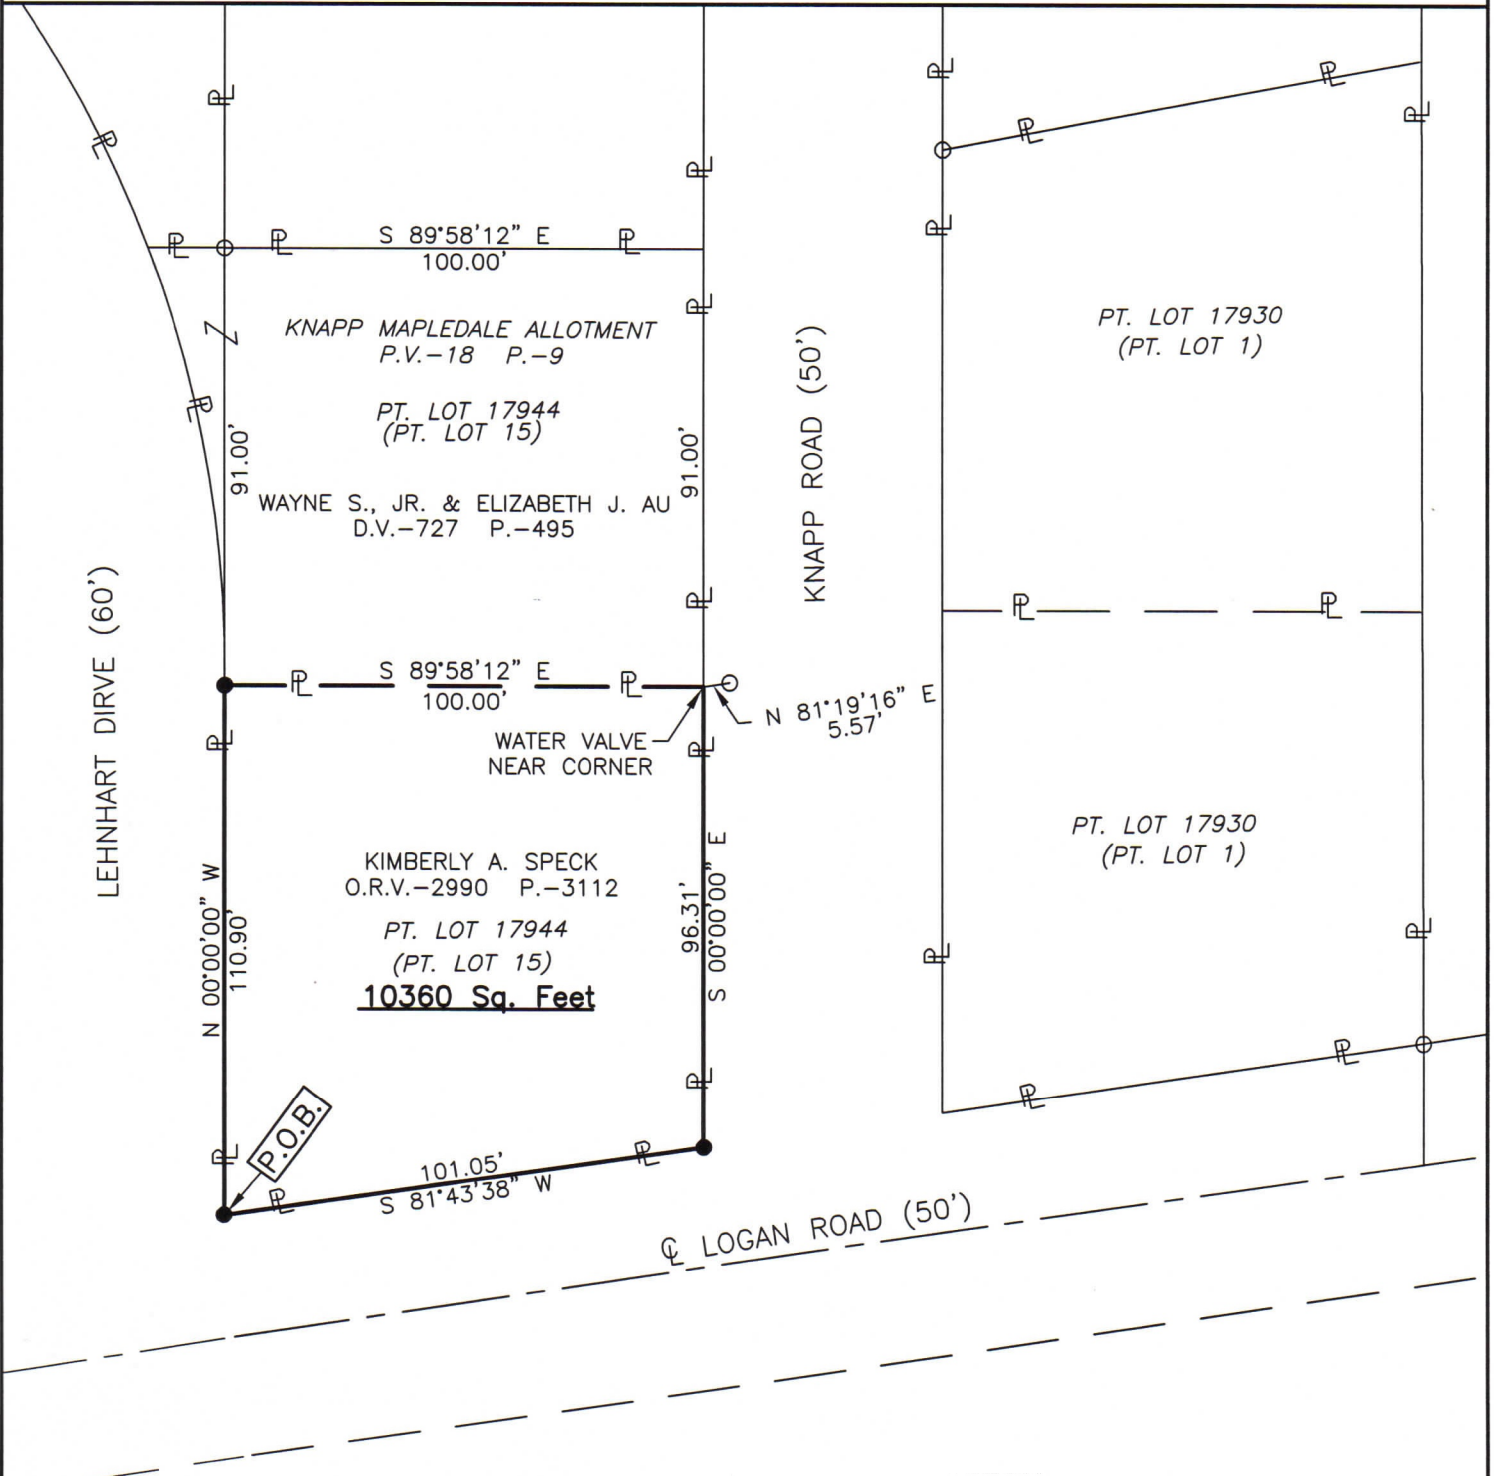 S 89°58'12" E
100.00'
KNAPP MAPLEDALE ALLOTMENT
P.V.-18 P.-9
PT. LOT 17944
(PT. LOT 15)
91.00'
91.00'
WAYNE S., JR. & ELIZABETH J. AU
D.V.-727 P.-495
LEHNHART DIRVE (60')
KNAPP ROAD (50')
PT. LOT 17930
(PT. LOT 1)
S 89°58'12" E
100.00'
N 81°19'16" E
5.57'
WATER VALVE
NEAR CORNER
KIMBERLY A. SPECK
O.R.V.-2990 P.-3112
PT. LOT 17944
(PT. LOT 15)
10360 Sq. Feet
N 00°00'00" W
110.90'
96.31'
S 00°00'00" E
PT. LOT 17930
(PT. LOT 1)
P.O.B.
101.05'
S 81°43'38" W
℄ LOGAN ROAD (50')